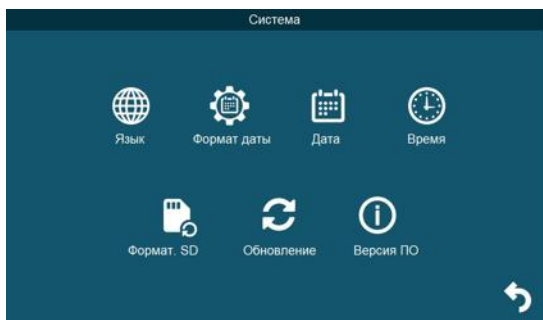 Система
Язык Формат даты Дата Время
Формат. SD Обновление Версия ПО